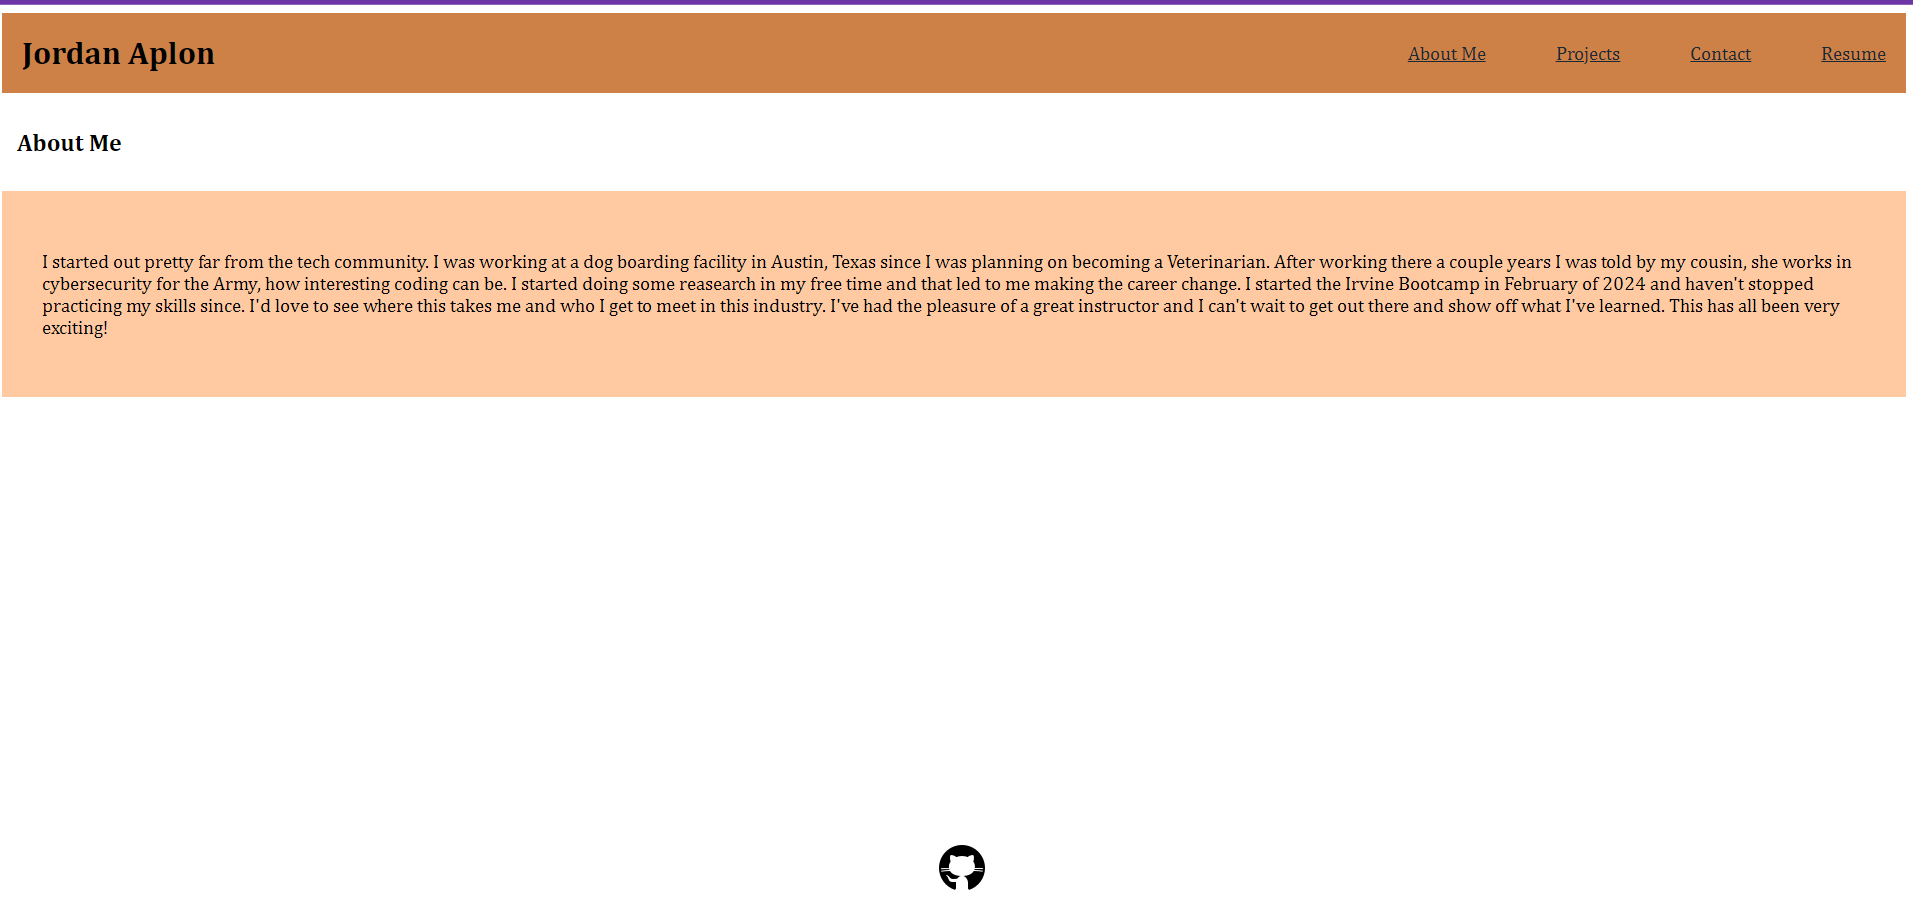 Jordan Aplon
About Me Projects Contact Resume
About Me
I started out pretty far from the tech community. I was working at a dog boarding facility in Austin, Texas since I was planning on becoming a Veterinarian. After working there a couple years I was told by my cousin, she works in
cybersecurity for the Army, how interesting coding can be. I started doing some reasearch in my free time and that led to me making the career change. I started the Irvine Bootcamp in February of 2024 and haven't stopped
practicing my skills since. I'd love to see where this takes me and who I get to meet in this industry. I've had the pleasure of a great instructor and I can't wait to get out there and show off what I've learned. This has all been very
exciting!